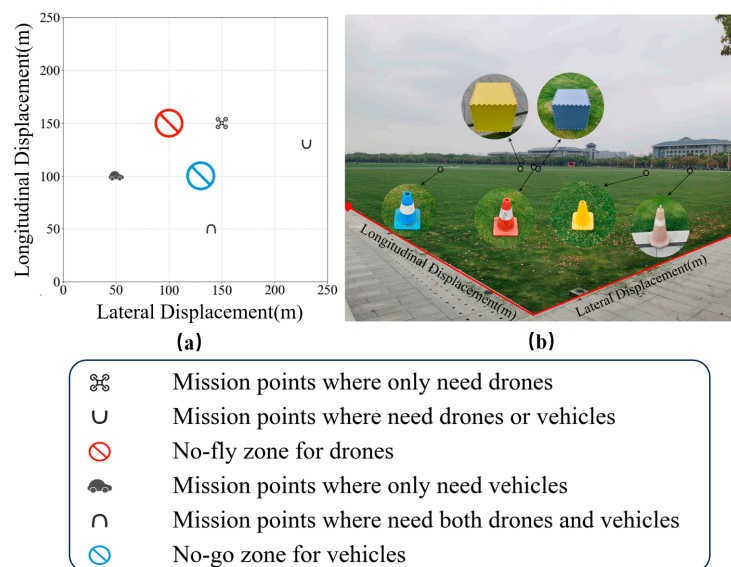 250
200
150
100
50
0
Longitudinal Displacement(m)
0 50 100 150 200 250
Lateral Displacement(m)
(a)
Longitudinal Displacement(m)
Lateral Displacement(m)
(b)
Mission points where only need drones
Mission points where need drones or vehicles
No-fly zone for drones
Mission points where only need vehicles
Mission points where need both drones and vehicles
No-go zone for vehicles